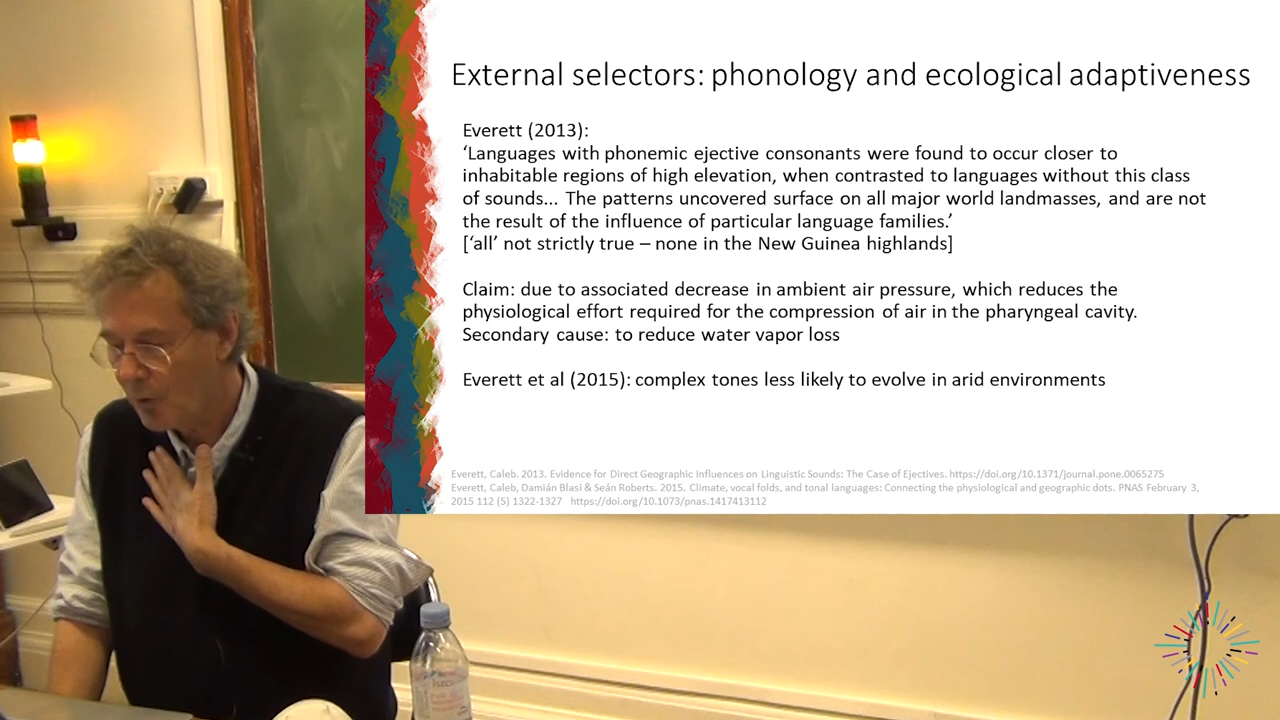 External selectors: phonology and ecological adaptiveness
Everett (2013):
‘Languages with phonemic ejective consonants were found to occur closer to
inhabitable regions of high elevation, when contrasted to languages without this class
of sounds... The patterns uncovered surface on all major world landmasses, and are not
the result of the influence of particular language families.’
[‘all’ not strictly true – none in the New Guinea highlands]
Claim: due to associated decrease in ambient air pressure, which reduces the
physiological effort required for the compression of air in the pharyngeal cavity.
Secondary cause: to reduce water vapor loss
Everett et al (2015): complex tones less likely to evolve in arid environments
Everett, Caleb. 2013. Evidence for Direct Geographic Influences on Linguistic Sounds: The Case of Ejectives. https://doi.org/10.1371/journal.pone.0065275
Everett, Caleb, Damián Blasi & Seán Roberts. 2015. Climate, vocal folds, and tonal languages: Connecting the physiological and geographic dots. PNAS February 3,
2015 112 (5) 1322-1327 https://doi.org/10.1073/pnas.1417413112